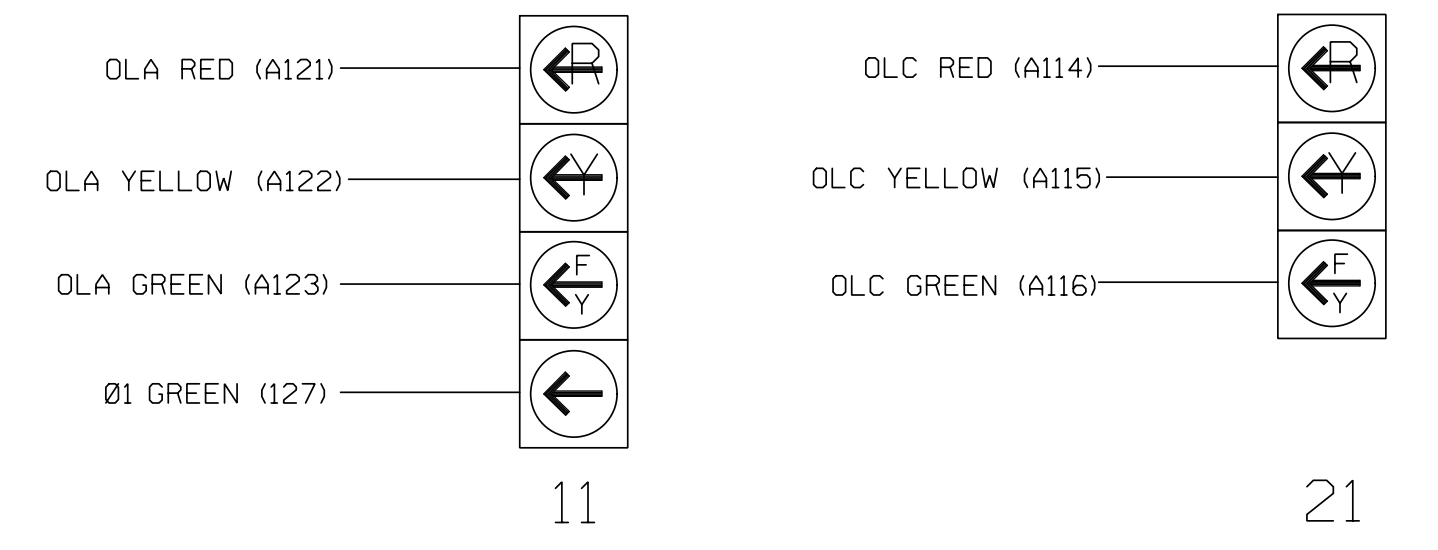 OLA RED (A121)
R
OLA YELLOW (A122)
Y
OLA GREEN (A123)
F
Y
Ø1 GREEN (127)
11
OLC RED (A114)
R
OLC YELLOW (A115)
Y
OLC GREEN (A116)
F
Y
21